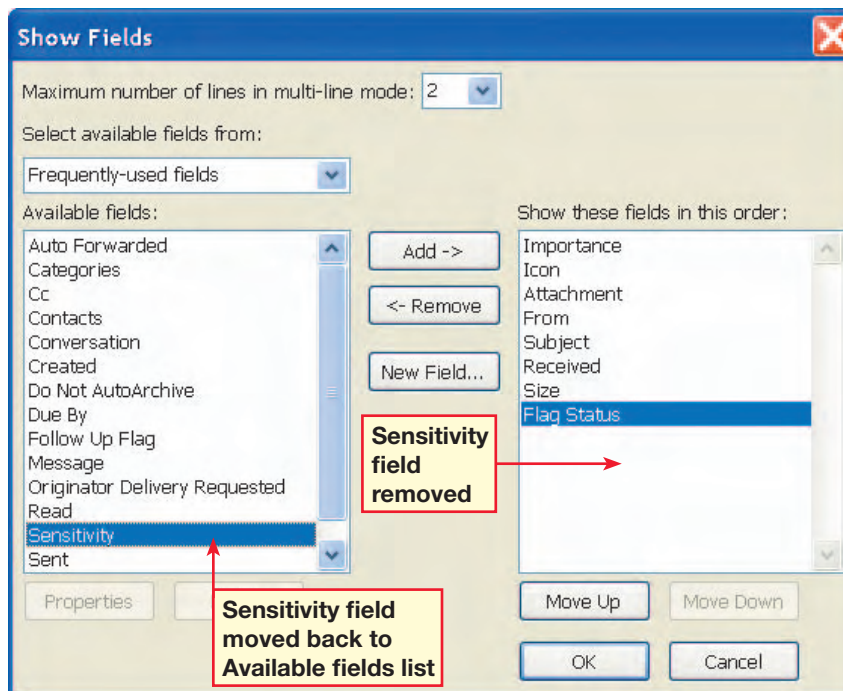 Show Fields
Maximum number of lines in multi-line mode: 2
Select available fields from:
Frequently-used fields
Available fields:
Auto Forwarded
Categories
Cc
Contacts
Conversation
Created
Do Not AutoArchive
Due By
Follow Up Flag
Message
Originator Delivery Requested
Read
Sensitivity
Sent
Add ->
<- Remove
New Field...
Show these fields in this order:
Importance
Icon
Attachment
From
Subject
Received
Size
Flag Status
Sensitivity
field
removed
Properties
Sensitivity field
moved back to
Available fields list
Move Up
Move Down
OK
Cancel